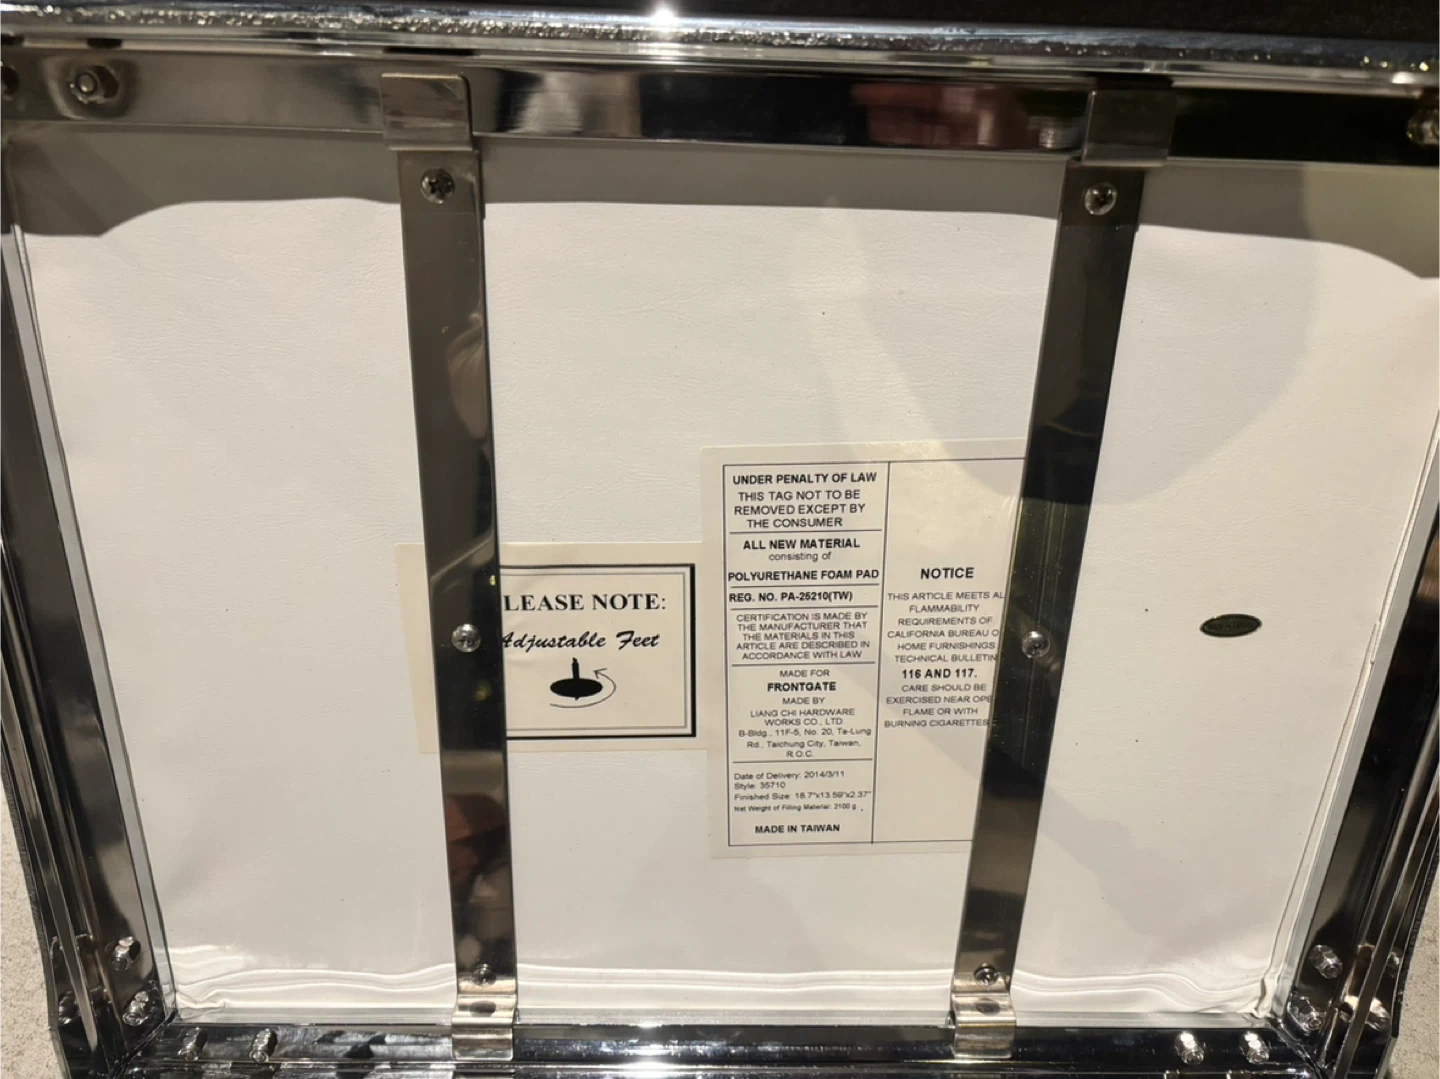 LEASE NOTE:
Adjustable Feet
UNDER PENALTY OF LAW
THIS TAG NOT TO BE
REMOVED EXCEPT BY
THE CONSUMER
ALL NEW MATERIAL
consisting of
POLYURETHANE FOAM PAD
REG. NO. PA-25210(TW)
CERTIFICATION IS MADE BY
THE MANUFACTURER THAT
THE MATERIALS IN THIS
ARTICLE ARE DESCRIBED IN
ACCORDANCE WITH LAW
MADE FOR
FRONTGATE
MADE BY
LIANG CHI HARDWARE
WORKS CO., LTD
B-Bldg., 11F-5, No. 20, Ta-Lung
Rd., Taichung City, Taiwan,
R.O.C.
Date of Delivery: 2014/3/11
Style: 35710
Finished Size: 18.7"x13.59"x2.37"
Net Weight of Filling Material: 2100 g .
MADE IN TAIWAN
NOTICE
THIS ARTICLE MEETS AL
FLAMMABILITY
REQUIREMENTS OF
CALIFORNIA BUREAU O
HOME FURNISHINGS
TECHNICAL BULLETIN
116 AND 117.
CARE SHOULD BE
EXERCISED NEAR OPE
FLAME OR WITH
BURNING CIGARETTES